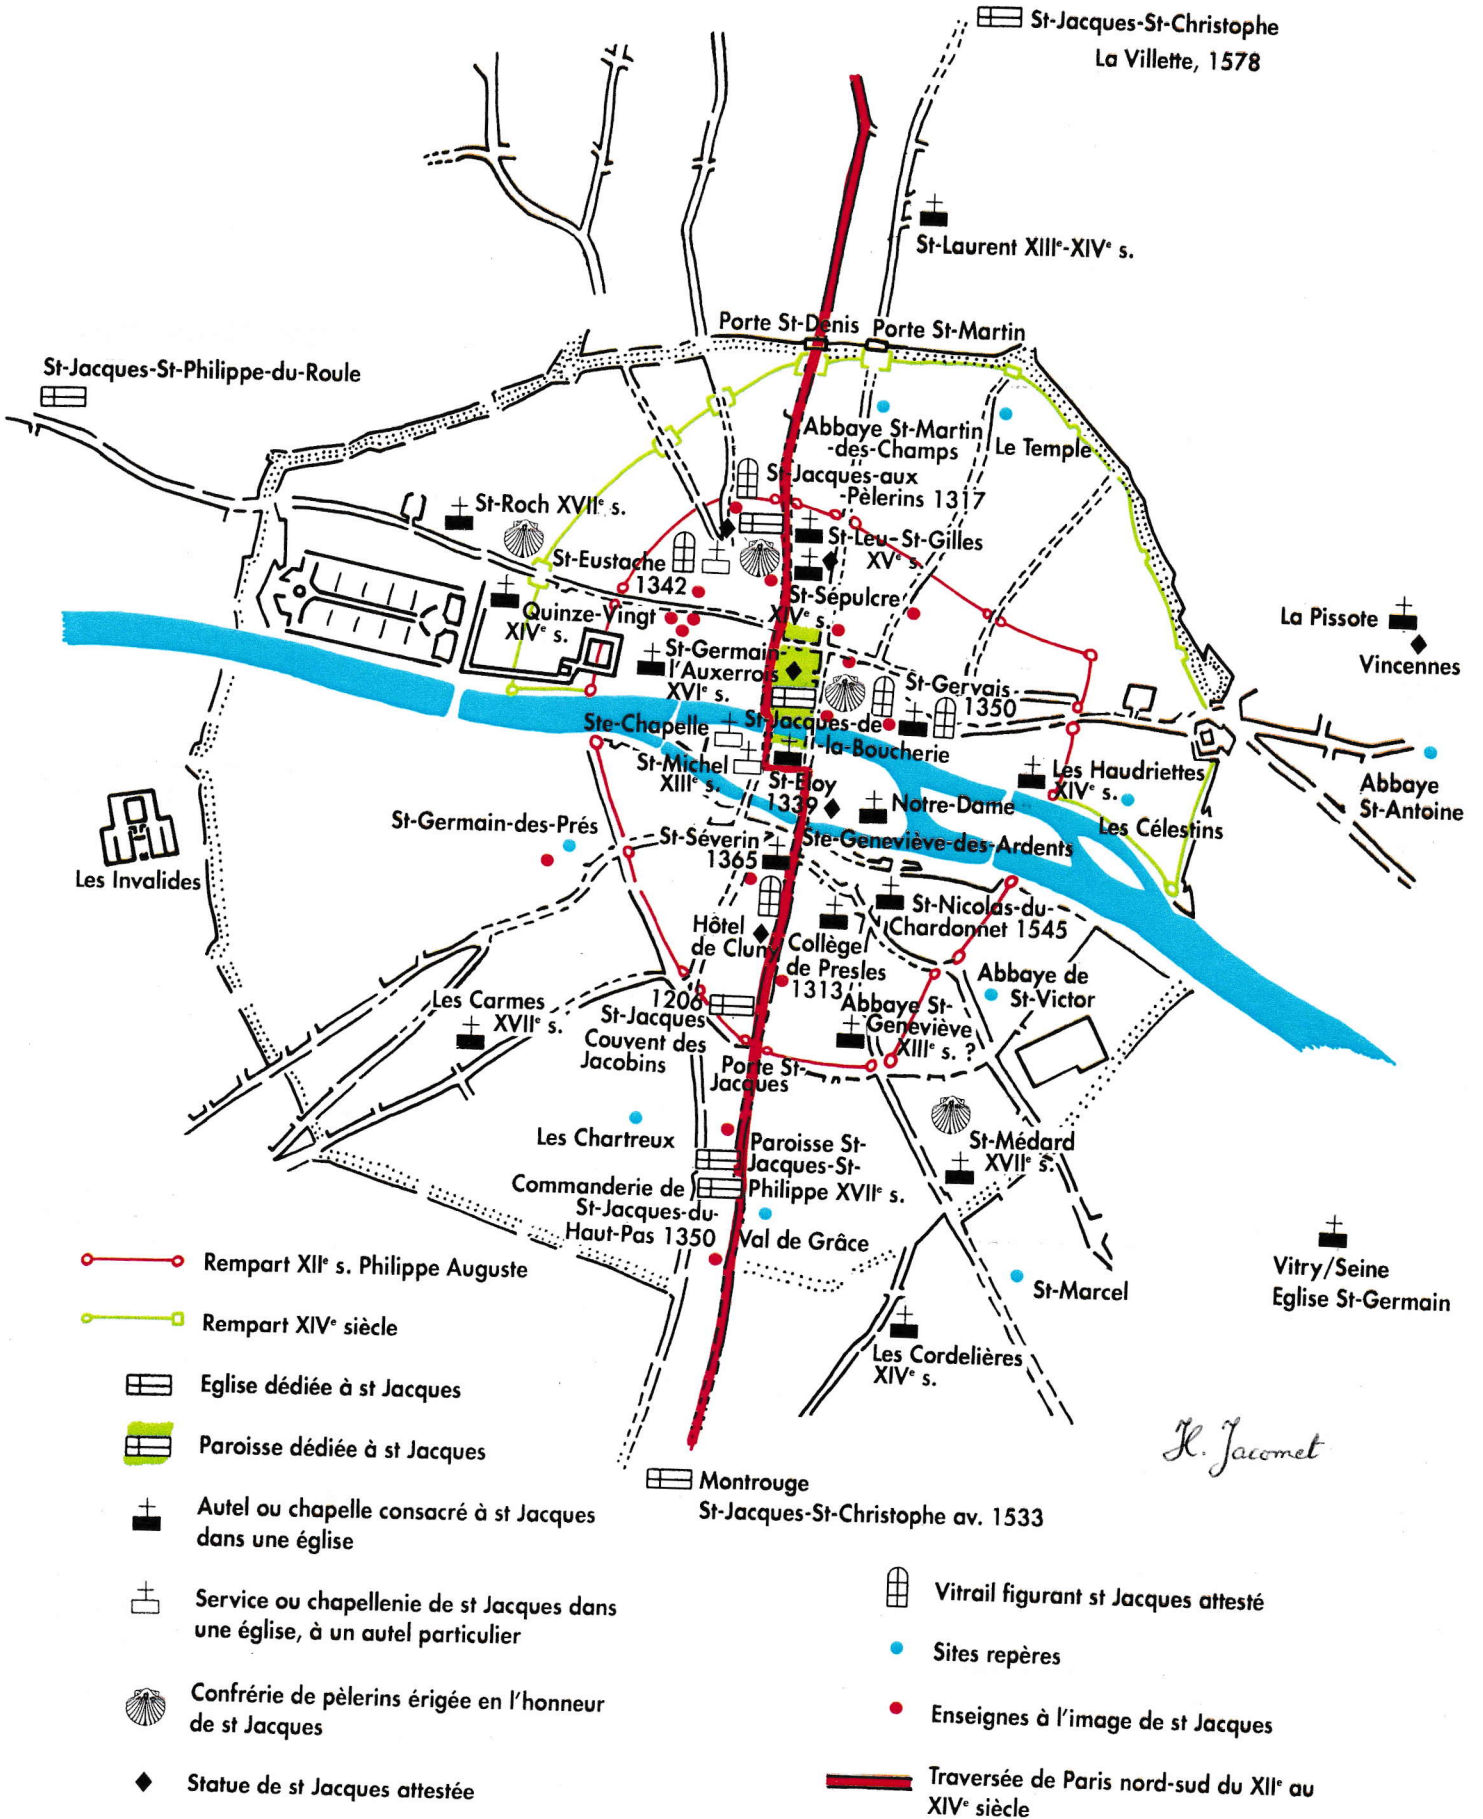 St-Jacques-St-Christophe
La Villette, 1578
St-Laurent XIIIᵉ-XIVᵉ s.
Porte St-Denis
Porte St-Martin
St-Jacques-St-Philippe-du-Roule
Abbaye St-Martin
-des-Champs
Le Temple
St-Jacques-aux
-Pèlerins 1317
St-Roch XVIIᵉ s.
St-Leu-St-Gilles
XVᵉ s.
St-Eustache
1342
St-Sépulcre
XIVᵉ s.
Quinze-Vingt
XIVᵉ s.
La Pissote
Vincennes
St-Germain-
l'Auxerrois
XVIᵉ s.
St-Gervais
1350
Ste-Chapelle
St-Jacques-de
-la-Boucherie
St-Michel
XIIIᵉ s.
St-Eloy
1339
Les Haudriettes
XIVᵉ s.
Abbaye
St-Antoine
Notre-Dame
Les Célestins
St-Germain-des-Prés
St-Séverin
1365
Ste-Geneviève-des-Ardents
Les Invalides
St-Nicolas-du-
Chardonnet 1545
Hôtel
de Cluny
Collège
de Presles
1313
Abbaye de
St-Victor
Les Carmes
XVIIᵉ s.
1206
St-Jacques
Couvent des
Jacobins
Abbaye St-
Geneviève
XIIIᵉ s. ?
Porte St-
Jacques
Les Chartreux
St-Médard
XVIIᵉ s.
Paroisse St-
Jacques-St-
Philippe XVIIᵉ s.
Commanderie de
St-Jacques-du-
Haut-Pas 1350
Val de Grâce
St-Marcel
Vitry/Seine
Eglise St-Germain
Les Cordelières
XIVᵉ s.
H. Jacomet
Montrouge
St-Jacques-St-Christophe av. 1533
Rempart XIIᵉ s. Philippe Auguste
Rempart XIVᵉ siècle
Eglise dédiée à st Jacques
Paroisse dédiée à st Jacques
Autel ou chapelle consacré à st Jacques
dans une église
Service ou chapellenie de st Jacques dans
une église, à un autel particulier
Confrérie de pèlerins érigée en l'honneur
de st Jacques
Statue de st Jacques attestée
Vitrail figurant st Jacques attesté
Sites repères
Enseignes à l'image de st Jacques
Traversée de Paris nord-sud du XIIᵉ au
XIVᵉ siècle